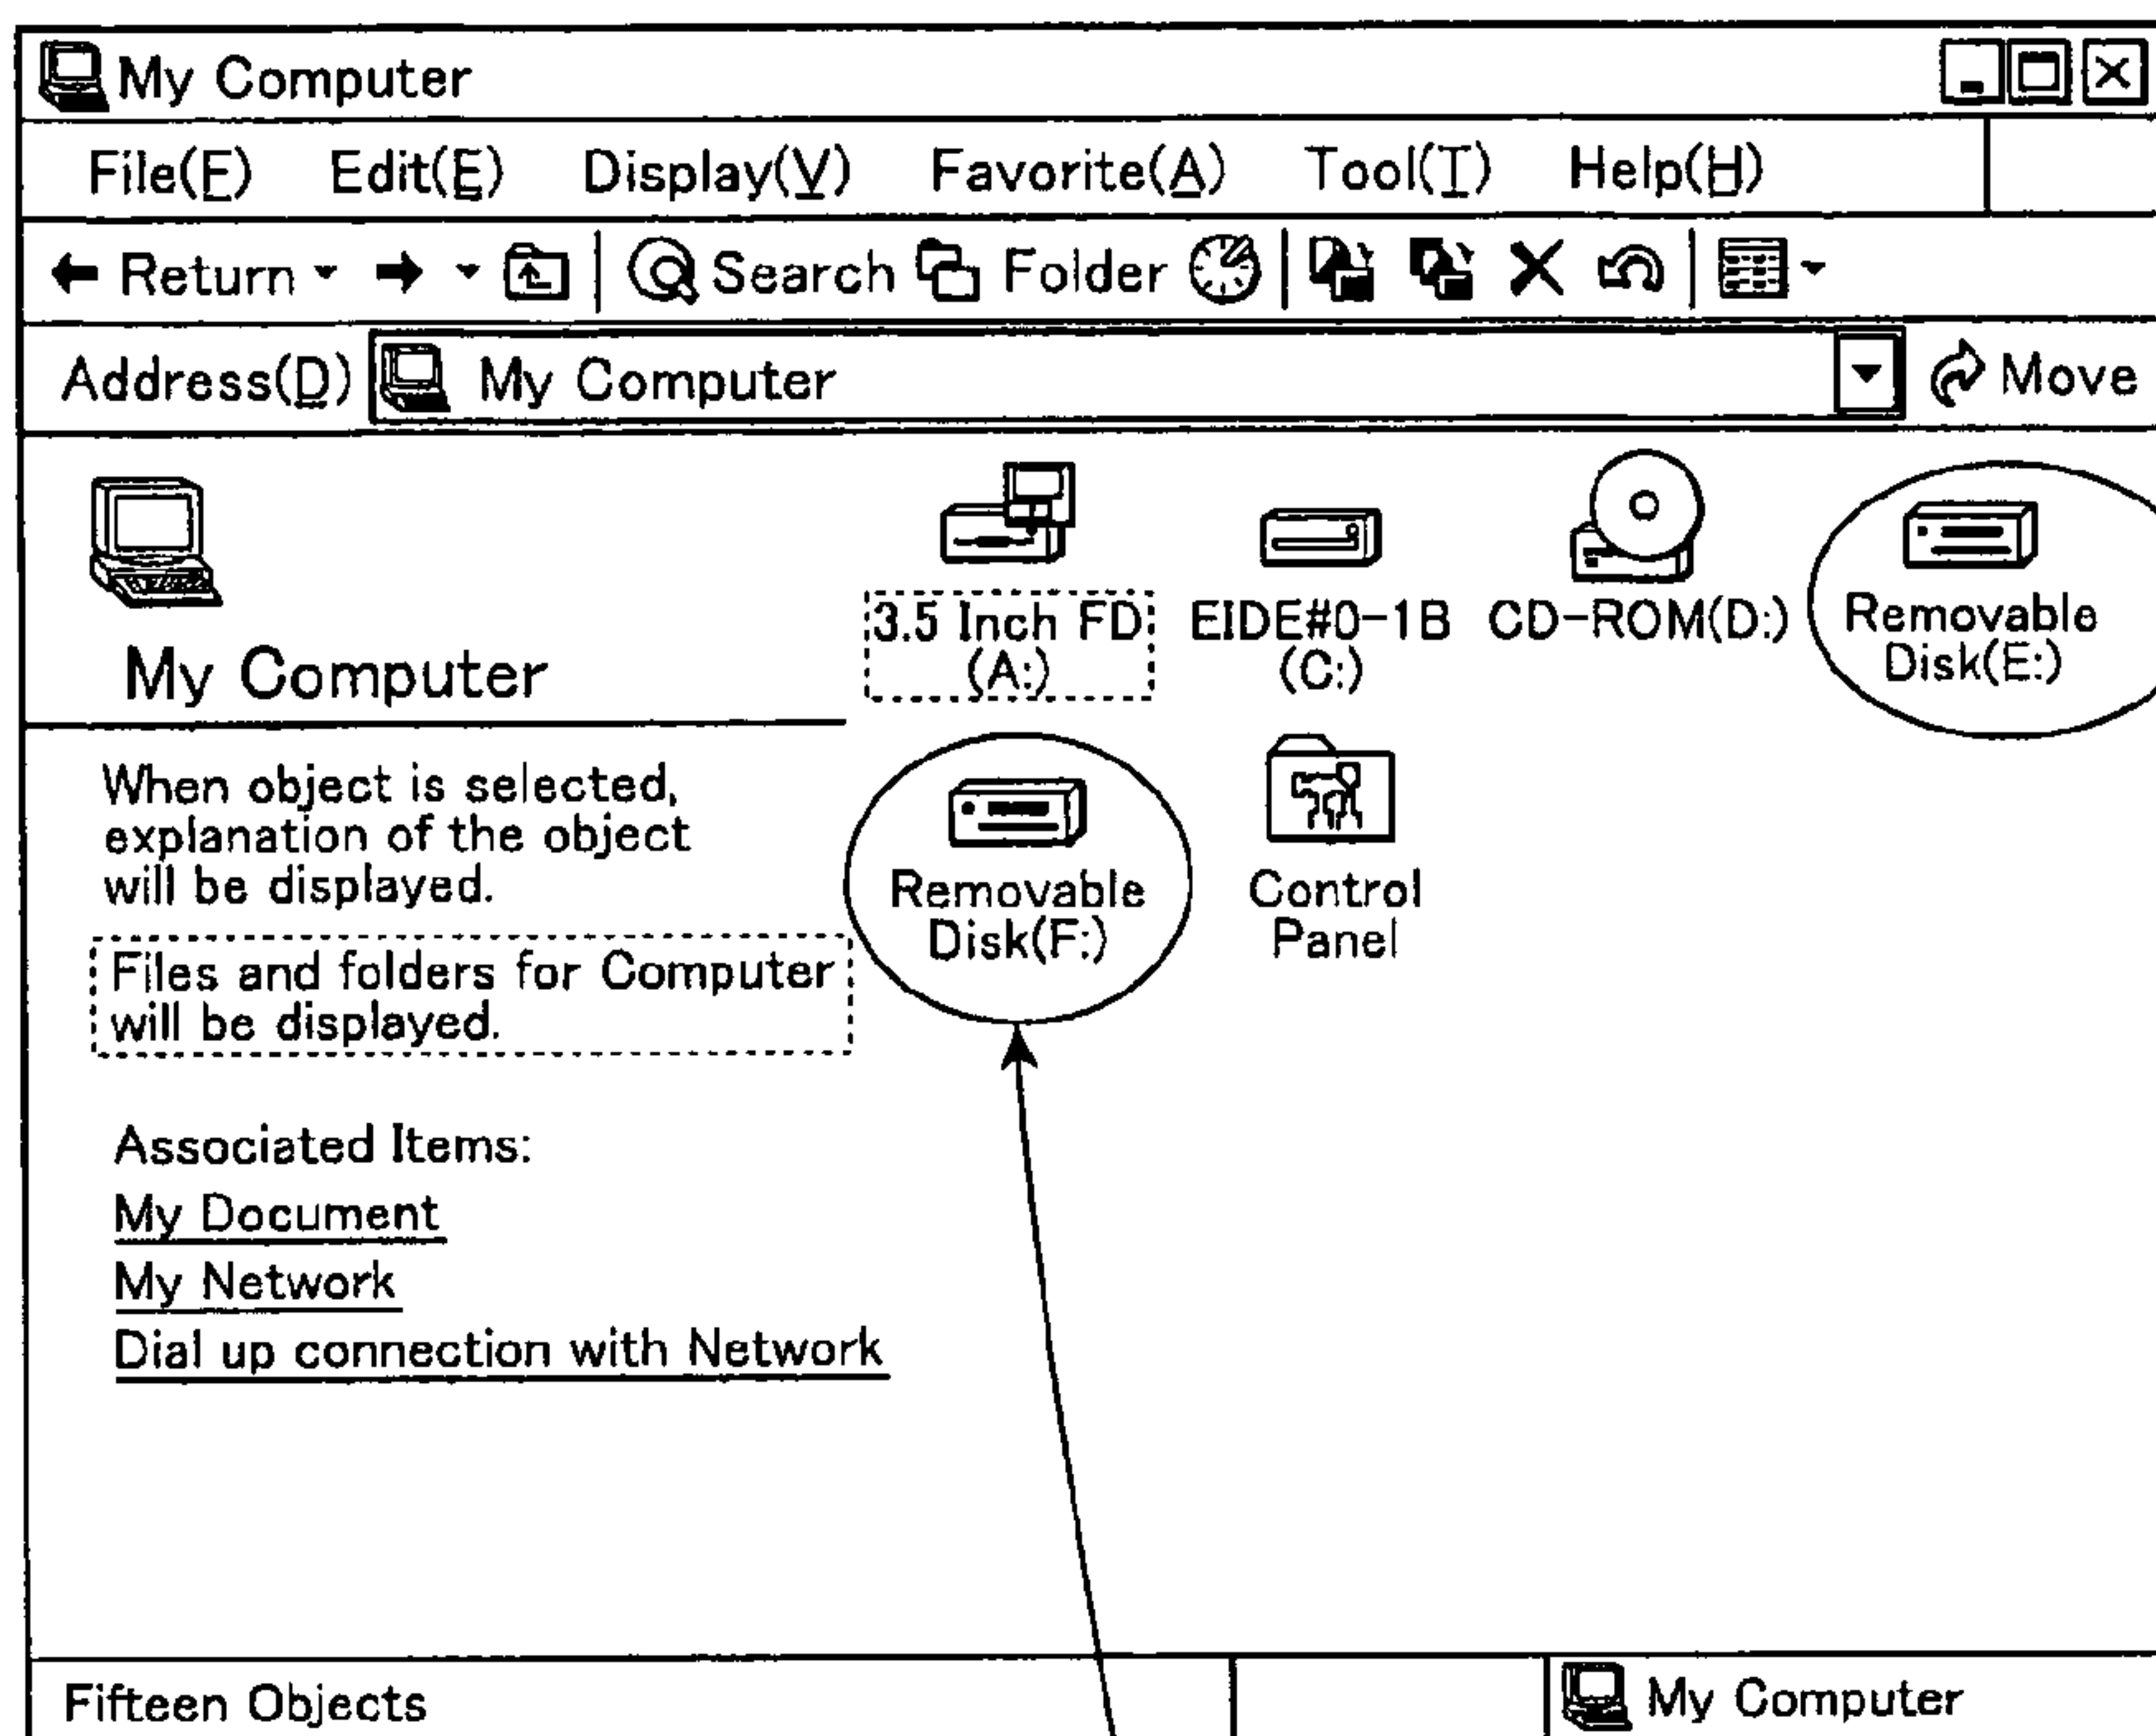 My Computer
File(F) Edit(E) Display(V) Favorite(A) Tool(T) Help(H)
Return Search Folder
Address(D) My Computer Move
My Computer
3.5 Inch FD
(A:)
EIDE#0-1B
(C:)
CD-ROM(D:)
Removable
Disk(E:)
Removable
Disk(F:)
Control
Panel
When object is selected,
explanation of the object
will be displayed.
Files and folders for Computer
will be displayed.
Associated Items:
My Document
My Network
Dial up connection with Network
Fifteen Objects
My Computer